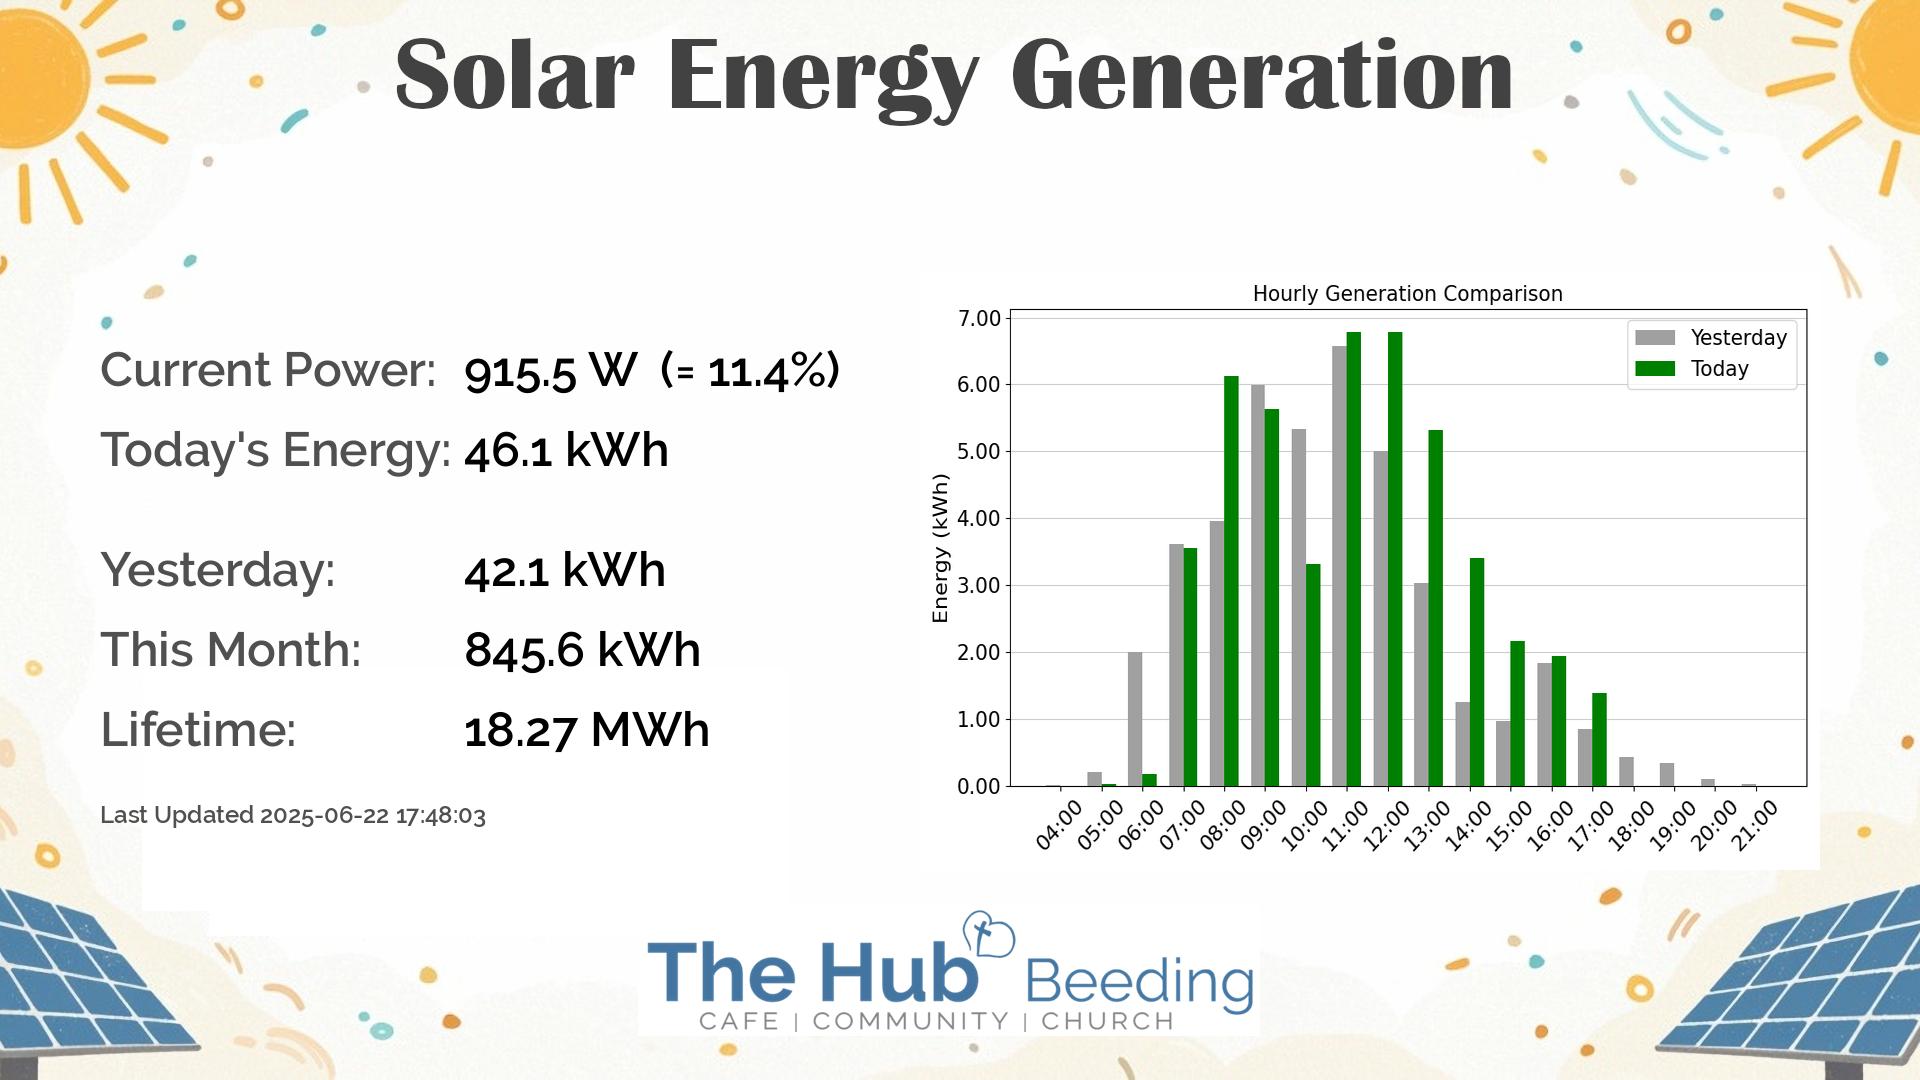 Solar Energy Generation
Current Power: 915.5 W (= 11.4%)
Today's Energy: 46.1 kWh
Yesterday: 42.1 kWh
This Month: 845.6 kWh
Lifetime: 18.27 MWh
Last Updated 2025-06-22 17:48:03
Hourly Generation Comparison
Yesterday
Today
Energy (kWh)
7.00
6.00
5.00
4.00
3.00
2.00
1.00
0.00
04:00 05:00 06:00 07:00 08:00 09:00 10:00 11:00 12:00 13:00 14:00 15:00 16:00 17:00 18:00 19:00 20:00 21:00
The Hub Beeding
CAFE | COMMUNITY | CHURCH